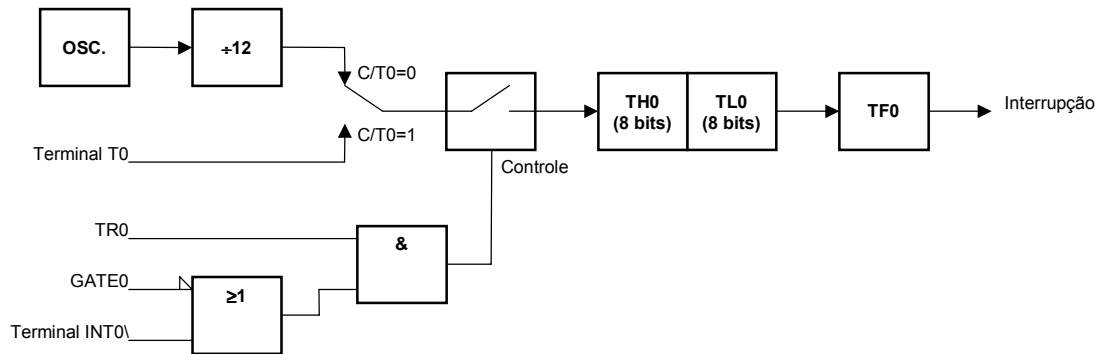 OSC.
÷12
C/T0=0
C/T0=1
Terminal T0
Controle
TH0
(8 bits)
TL0
(8 bits)
TF0
Interrupção
TR0
&
GATE0
≥1
Terminal INT0\